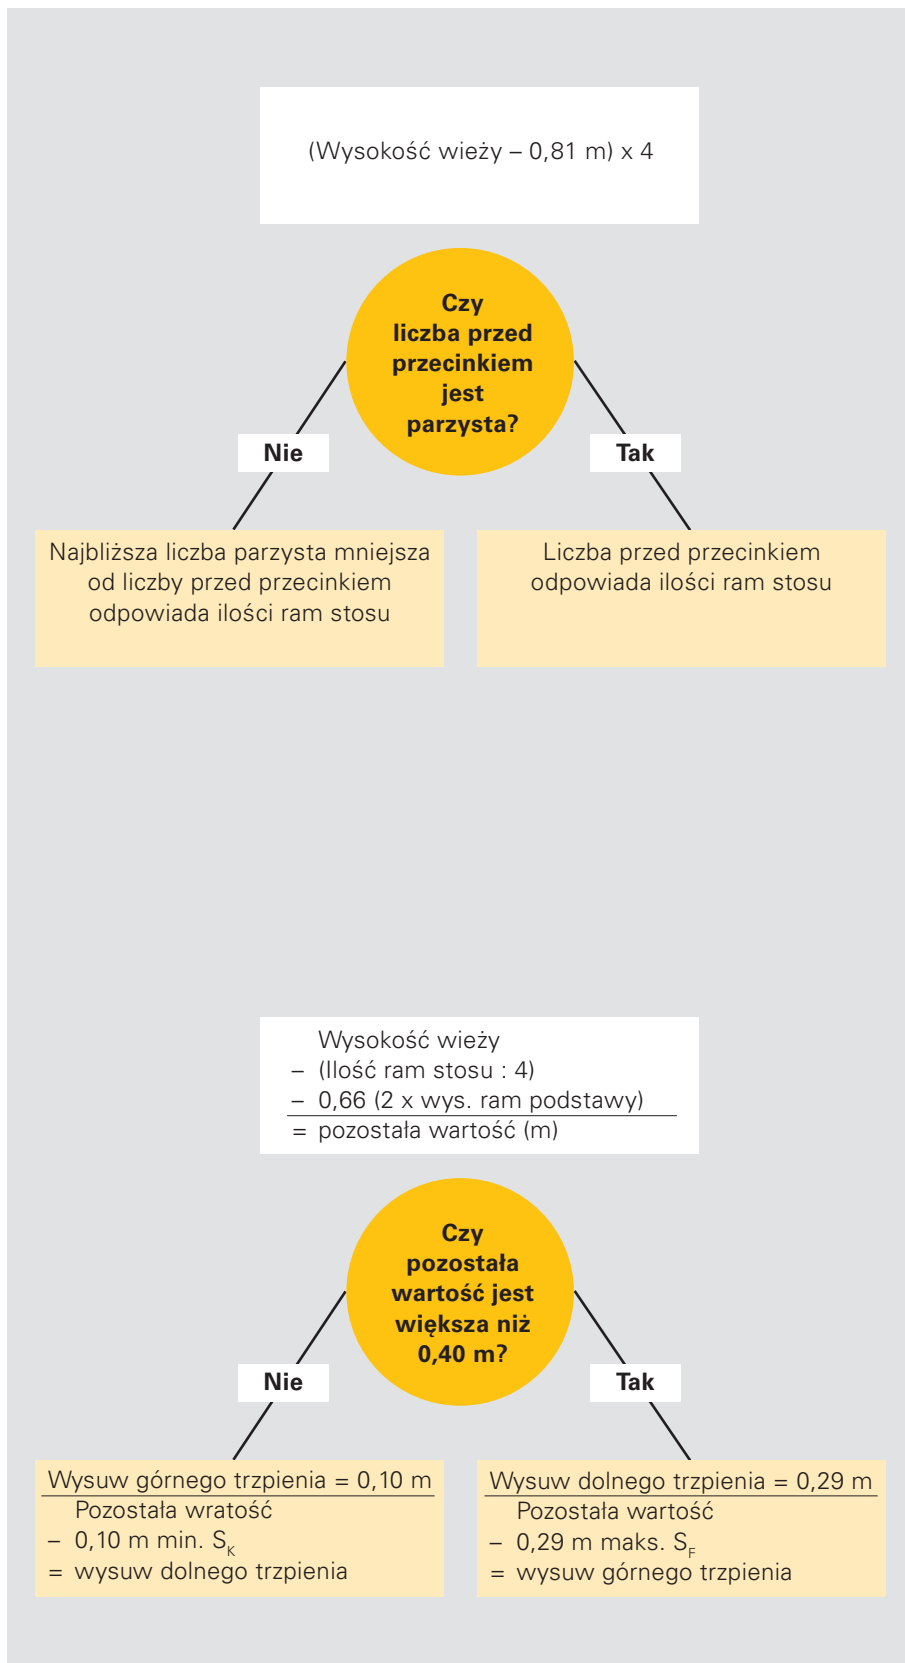 (Wysokość wieży – 0,81 m) x 4
Czy
liczba przed
przecinkiem
jest
parzysta?
Nie
Tak
Najbliższa liczba parzysta mniejsza
od liczby przed przecinkiem
odpowiada ilości ram stosu
Liczba przed przecinkiem
odpowiada ilości ram stosu
Wysokość wieży
– (Ilość ram stosu : 4)
– 0,66 (2 x wys. ram podstawy)
= pozostała wartość (m)
Czy
pozostała
wartość jest
większa niż
0,40 m?
Nie
Tak
Wysuw górnego trzpienia = 0,10 m
Pozostała wratość
– 0,10 m min. S_K
= wysuw dolnego trzpienia
Wysuw dolnego trzpienia = 0,29 m
Pozostała wartość
– 0,29 m maks. S_F
= wysuw górnego trzpienia